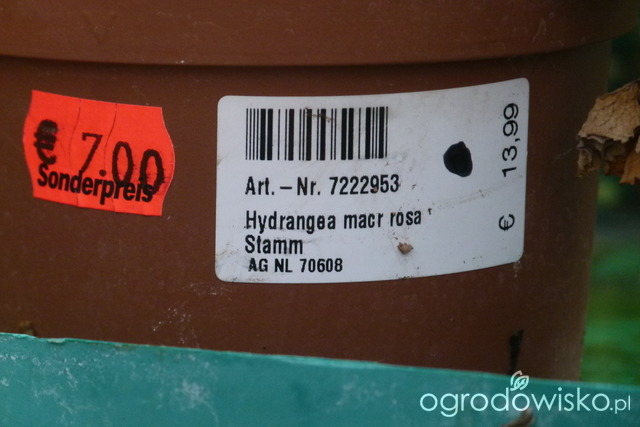 € 7.00
Sonderpreis
Art.-Nr. 7222953
Hydrangea macr rosa
Stamm
AG NL 70608
€ 13,99
ogrodowisko.pl